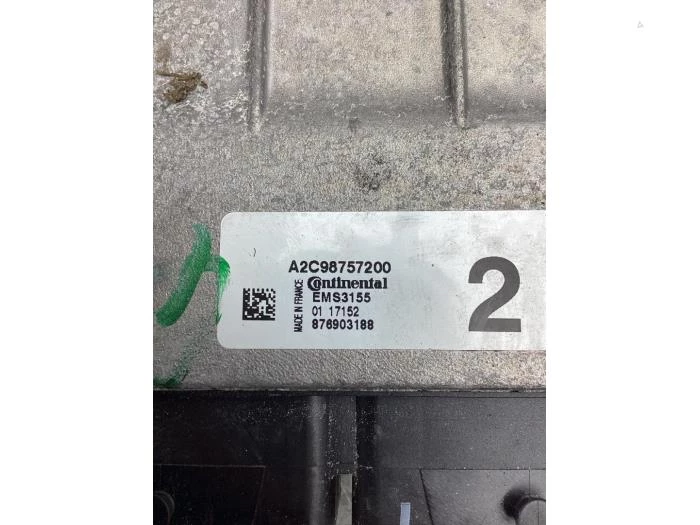 A2C98757200
Continental
MADE IN FRANCE
EMS3155
01 17152
876903188
2